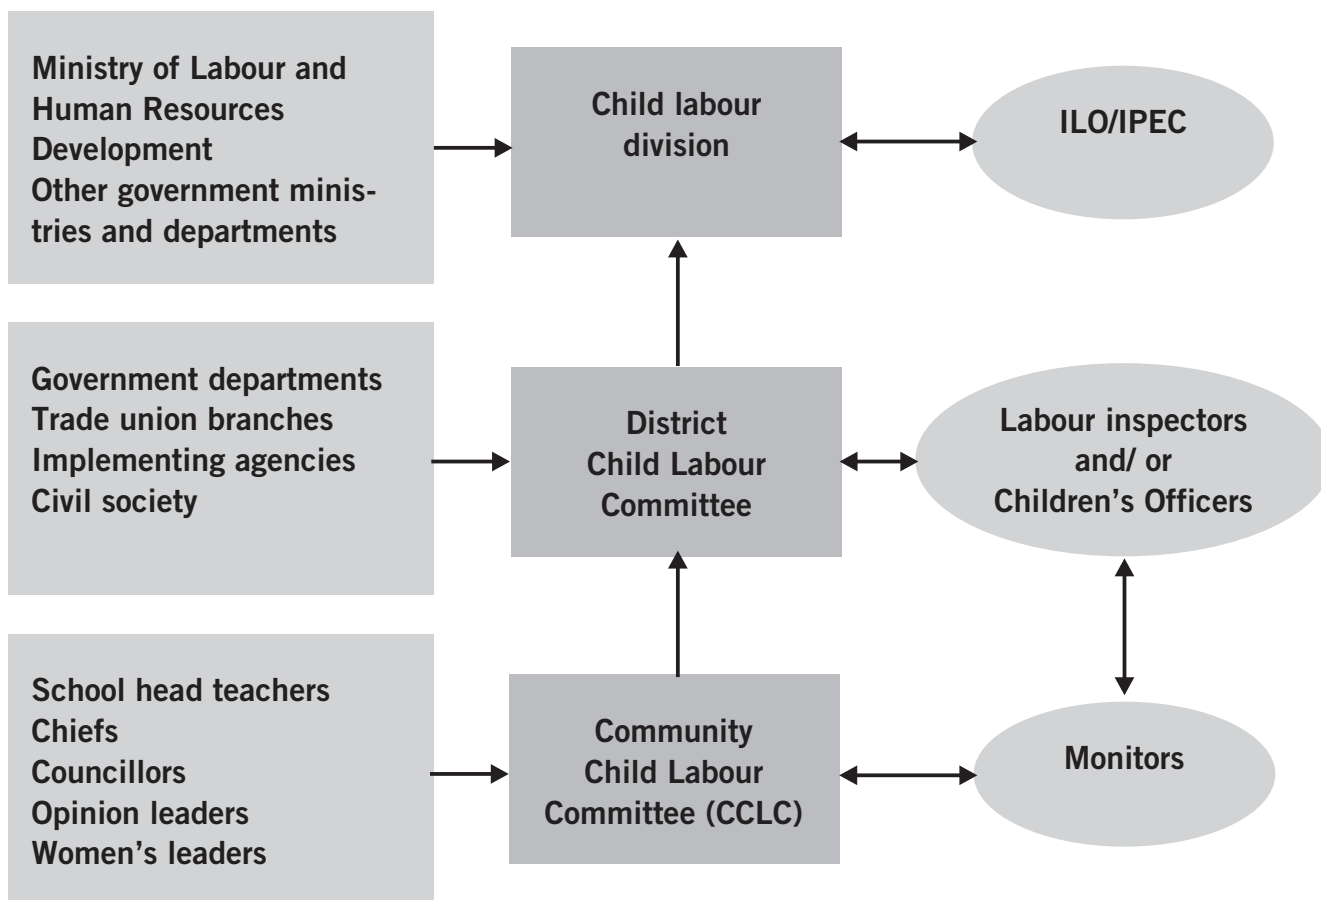 Ministry of Labour and
Human Resources
Development
Other government minis-
tries and departments
Child labour
division
ILO/IPEC
Government departments
Trade union branches
Implementing agencies
Civil society
District
Child Labour
Committee
Labour inspectors
and/ or
Children's Officers
School head teachers
Chiefs
Councillors
Opinion leaders
Women's leaders
Community
Child Labour
Committee (CCLC)
Monitors